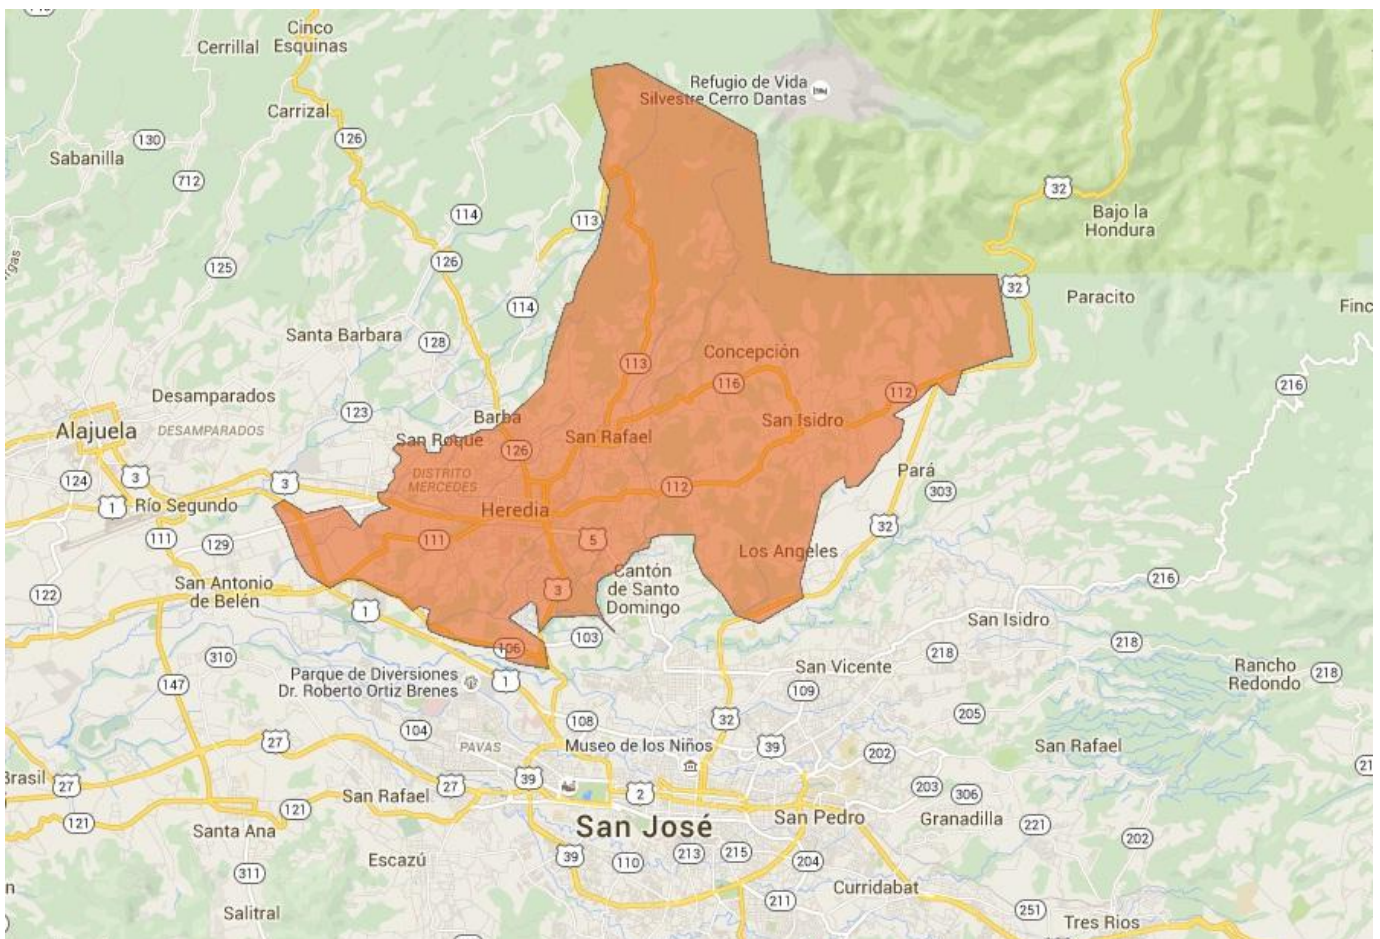 Cinco
Esquinas
Cerrillal
Refugio de Vida
Silvestre Cerro Dantas
Carrizal
126
130
Sabanilla
712
32
114
113
Bajo la
Hondura
125
126
32
Paracito
114
Santa Barbara
128
Concepción
113
116
216
Desamparados
112
123
Barba
San Isidro
Alajuela
DESAMPARADOS
San Roque
San Rafael
126
DISTRITO
MERCEDES
Pará
124
3
3
112
303
1
Río Segundo
Heredia
32
111
129
111
5
Los Angeles
Cantón
de Santo
Domingo
San Antonio
de Belén
216
122
3
1
San Isidro
103
106
218
218
310
San Vicente
Rancho
Redondo
218
Parque de Diversiones
Dr. Roberto Ortiz Brenes
1
147
109
205
108
32
104
PAVAS
Museo de los Niños
39
202
San Rafael
27
Brasil
27
39
27
2
203
306
San Rafael
121
121
Santa Ana
San José
San Pedro
Granadilla
221
202
Escazú
39
110
213
215
204
311
Curridabat
Salitral
211
251
Tres Rios